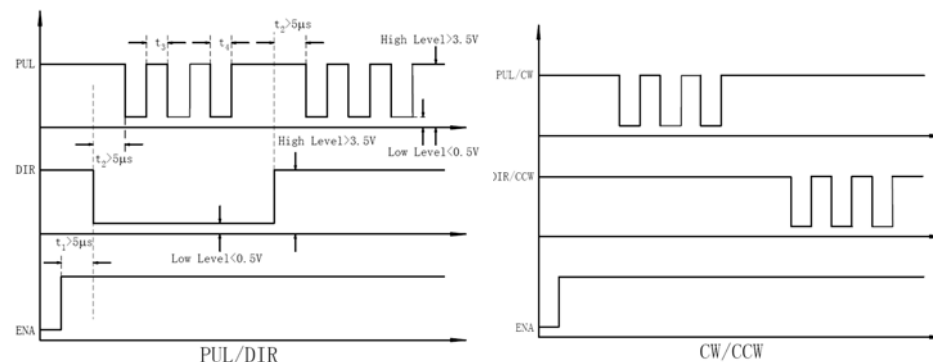 t₂>5μs
t₃
t₄
High Level>3.5V
PUL
High Level>3.5V
t₂>5μs
Low Level<0.5V
DIR
t₁>5μs
Low Level<0.5V
ENA
PUL/DIR
PUL/CW
DIR/CCW
ENA
CW/CCW